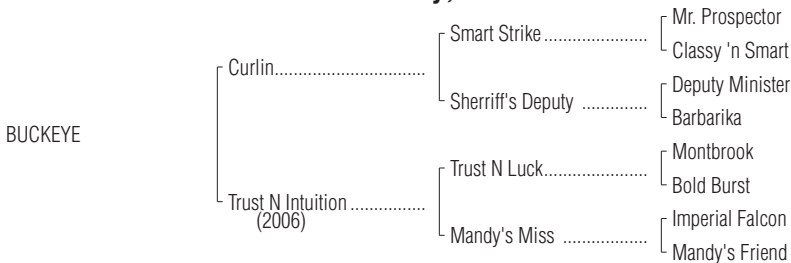 Mr. Prospector
Smart Strike......................
Classy 'n Smart
Curlin................................
Deputy Minister
Sherriff's Deputy ..............
Barbarika
BUCKEYE
Montbrook
Trust N Luck......................
Bold Burst
Trust N Intuition ................
(2006)
Imperial Falcon
Mandy's Miss ..................
Mandy's Friend